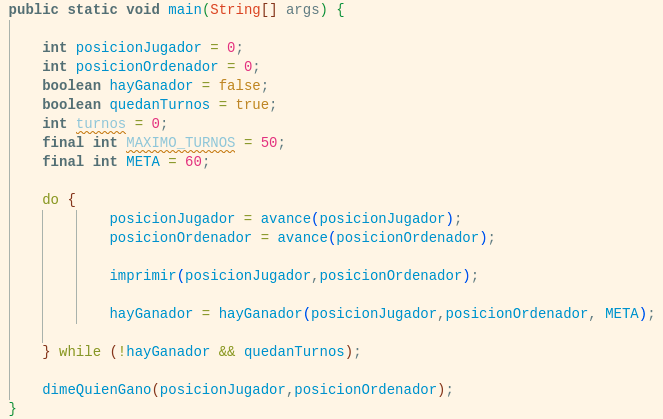 public static void main(String[] args) {
int posicionJugador = 0;
int posicionOrdenador = 0;
boolean hayGanador = false;
boolean quedanTurnos = true;
int turnos = 0;
final int MAXIMO_TURNOS = 50;
final int META = 60;
do {
posicionJugador = avance(posicionJugador);
posicionOrdenador = avance(posicionOrdenador);
imprimir(posicionJugador,posicionOrdenador);
hayGanador = hayGanador(posicionJugador,posicionOrdenador, META);
} while (!hayGanador && quedanTurnos);
dimeQuienGano(posicionJugador,posicionOrdenador);
}